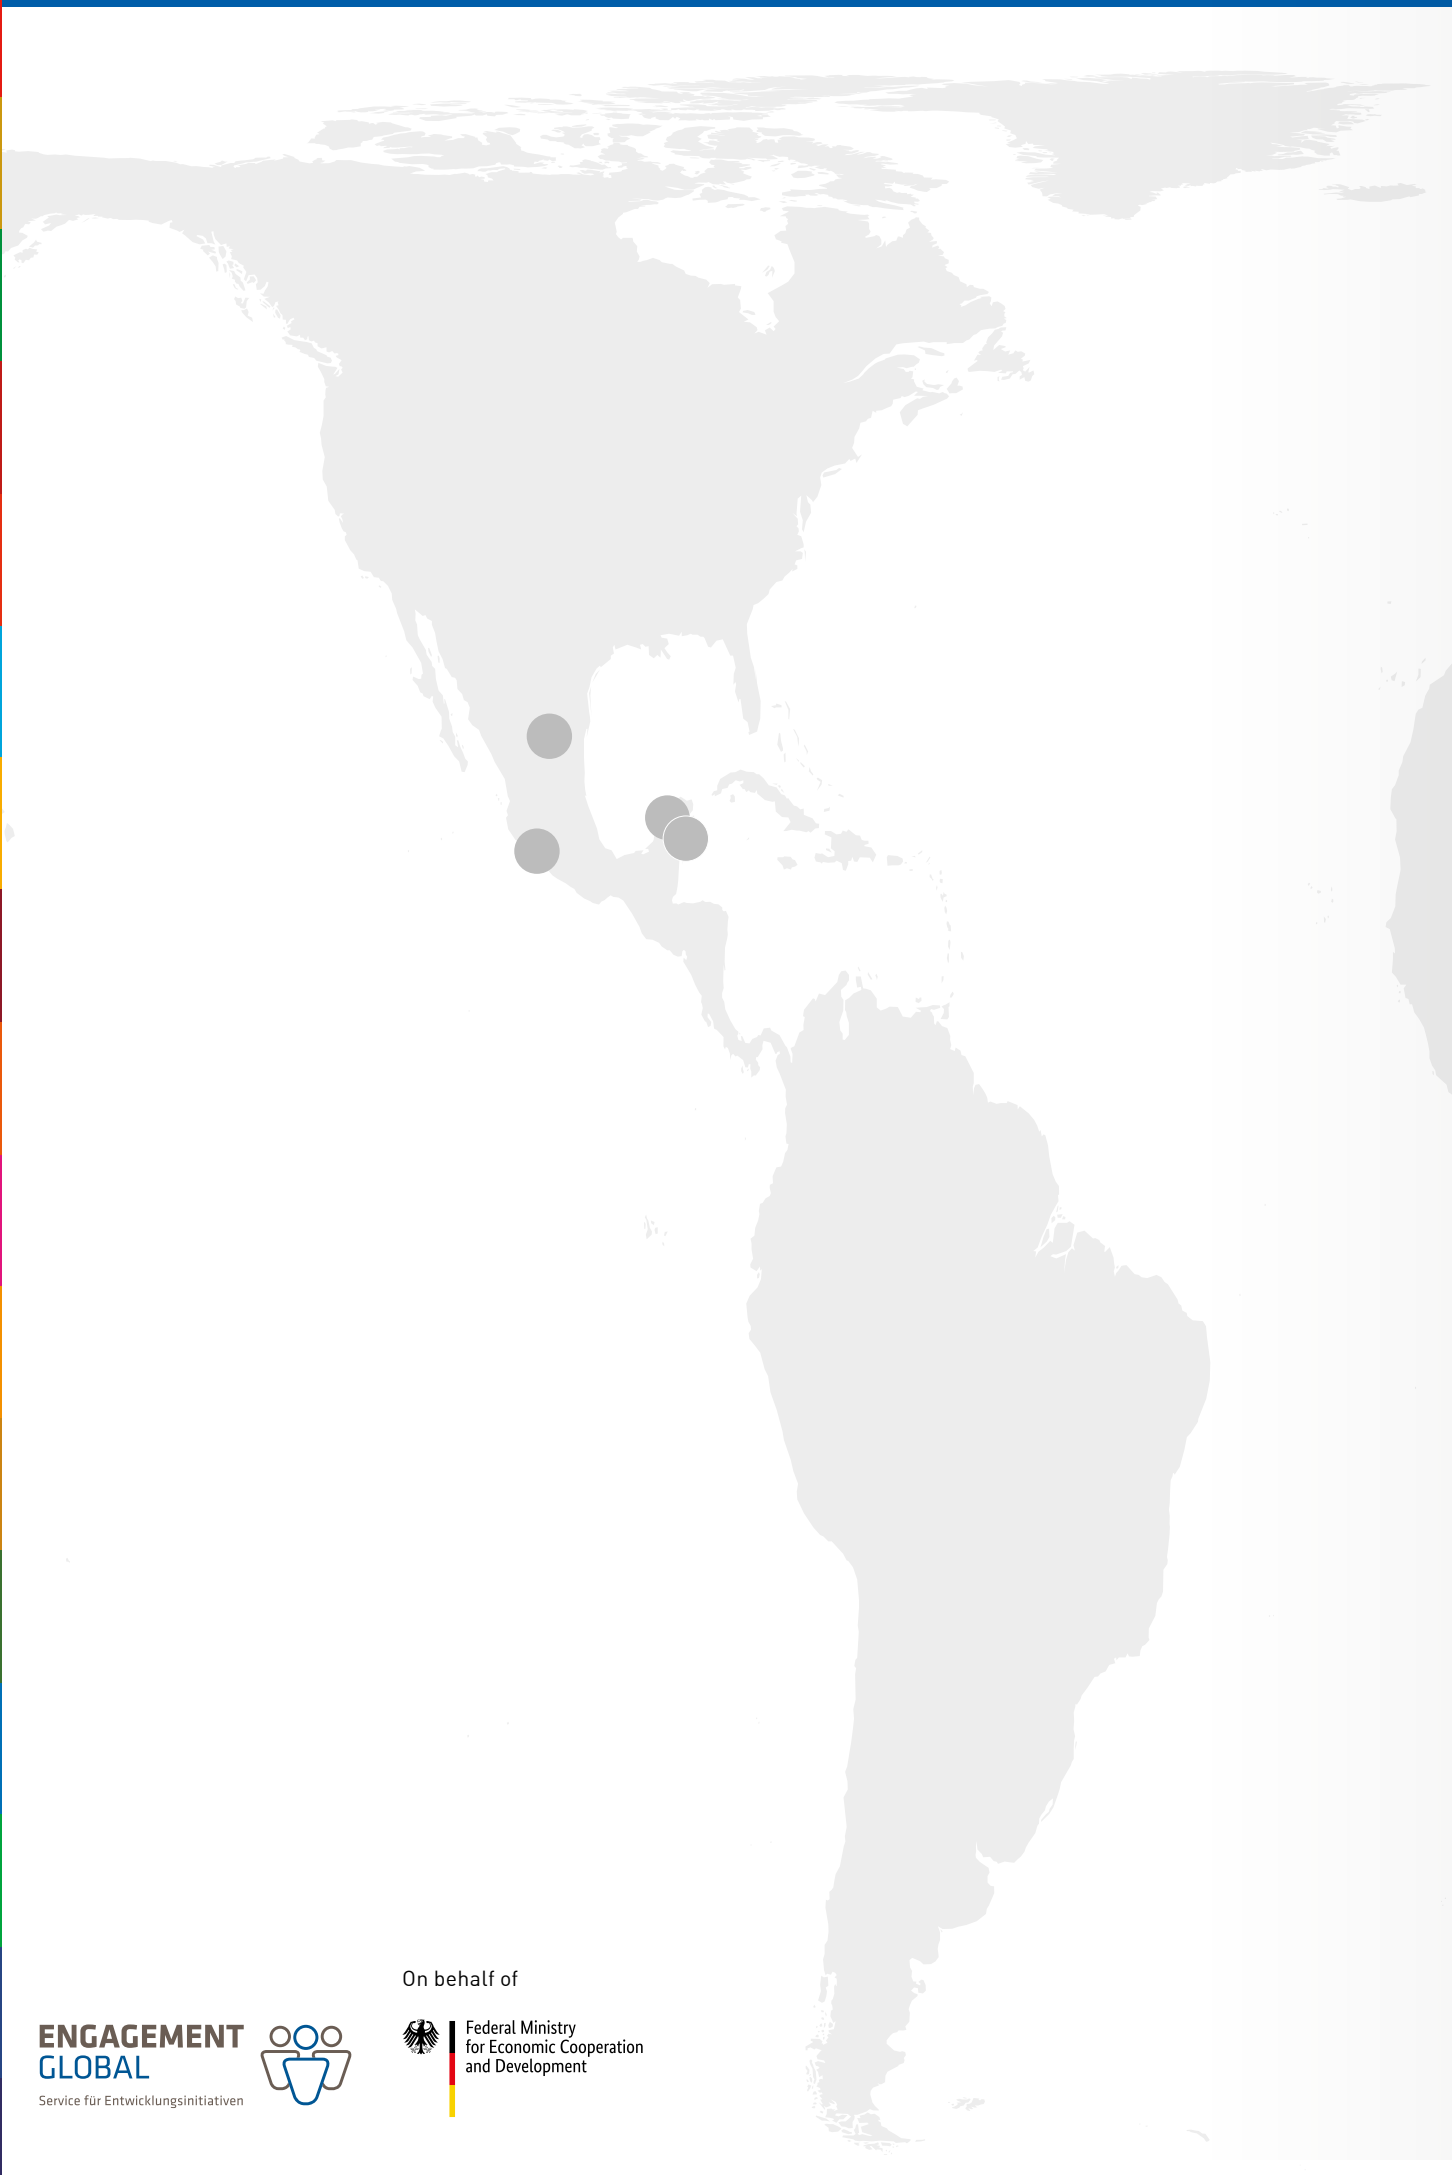 On behalf of
ENGAGEMENT
GLOBAL
Service für Entwicklungsinitiativen
Federal Ministry
for Economic Cooperation
and Development